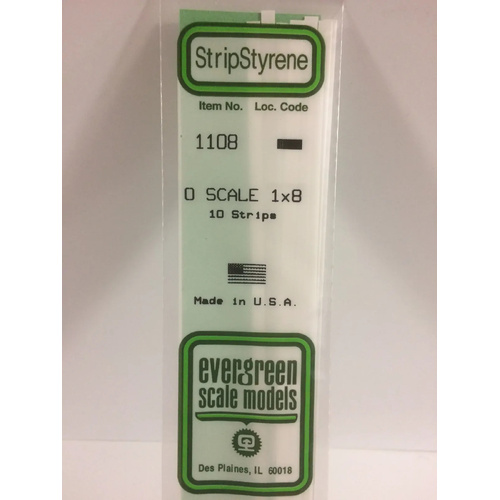 StripStyrene
Item No. Loc. Code
1108
O SCALE 1x8
10 Strips
Made in U.S.A.
evergreen
scale models
Des Plaines, IL 60018